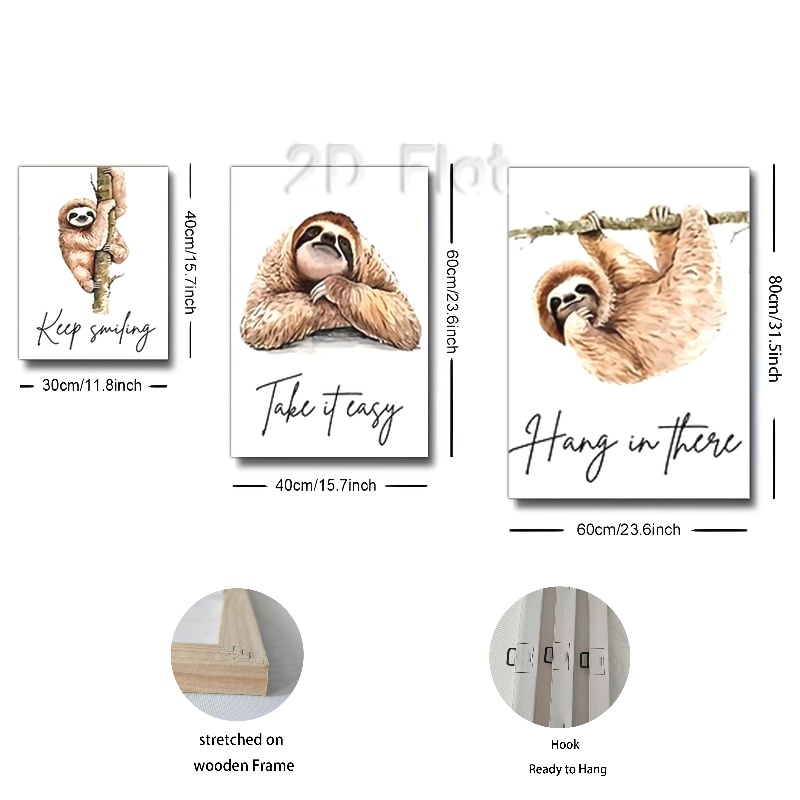 2D Flat
Keep smiling
40cm/15.7inch
30cm/11.8inch
Take it easy
60cm/23.6inch
40cm/15.7inch
Hang in there
80cm/31.5inch
60cm/23.6inch
stretched on
wooden Frame
Hook
Ready to Hang